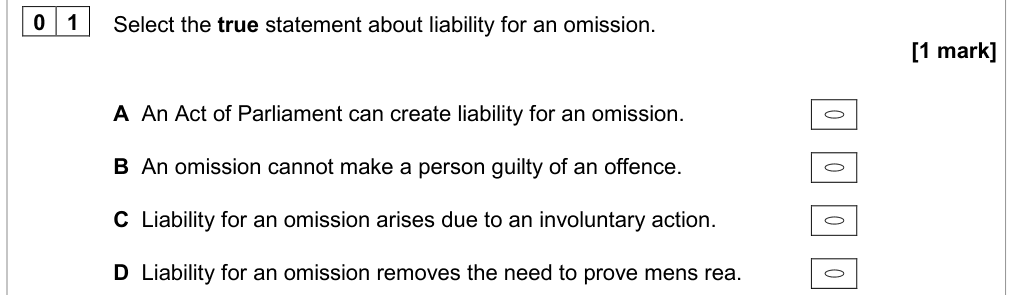 0 1 Select the true statement about liability for an omission.
[1 mark]
A An Act of Parliament can create liability for an omission.
B An omission cannot make a person guilty of an offence.
C Liability for an omission arises due to an involuntary action.
D Liability for an omission removes the need to prove mens rea.